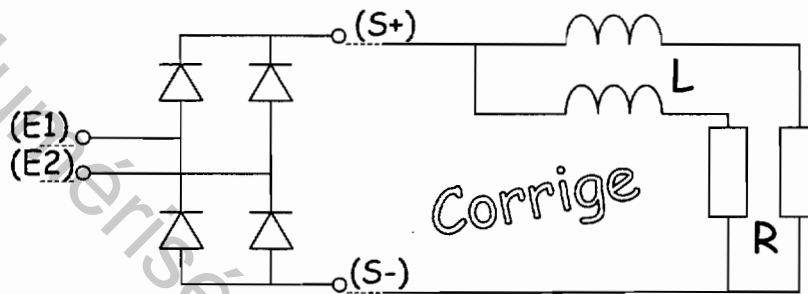 (S+)
L
(E1)
(E2)
Corrige
R
(S-)